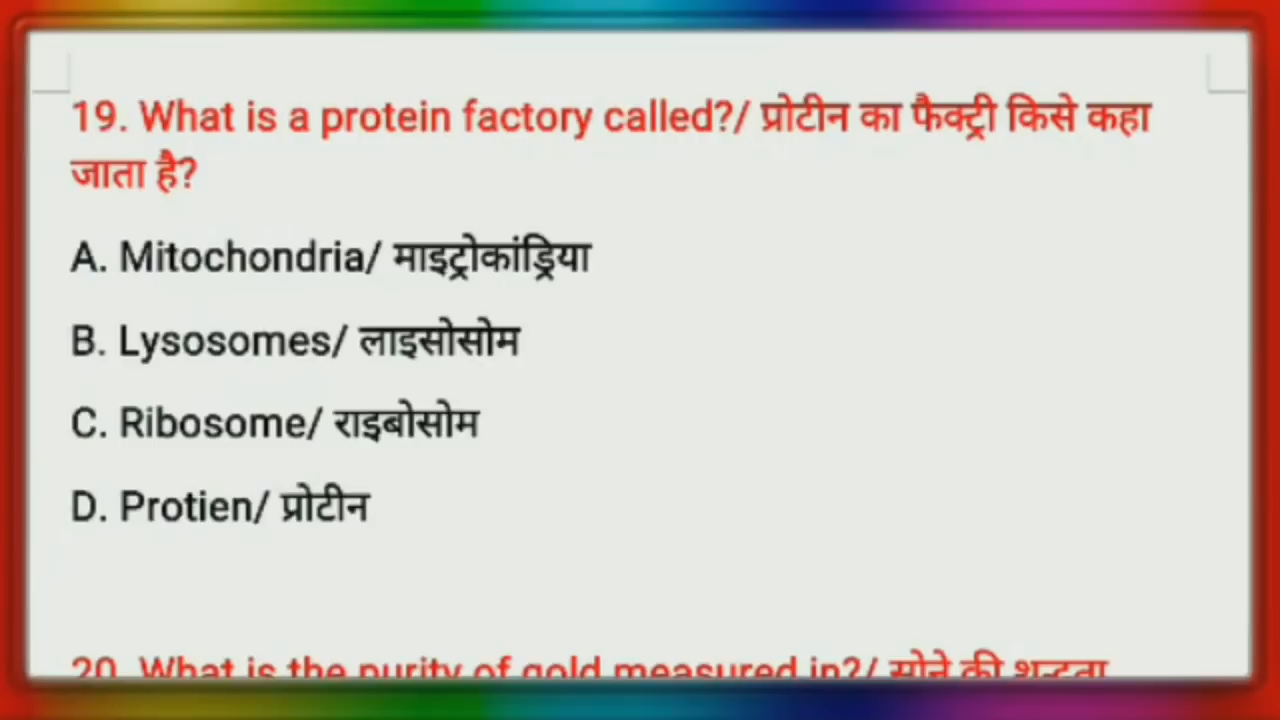 19. What is a protein factory called?/ प्रोटीन का फैक्ट्री किसे कहा
जाता है?
A. Mitochondria/ माइट्रोकांड्रिया
B. Lysosomes/ लाइसोसोम
C. Ribosome/ राइबोसोम
D. Protien/ प्रोटीन
20. What is the purity of gold measured in?/ सोने की शुद्धता